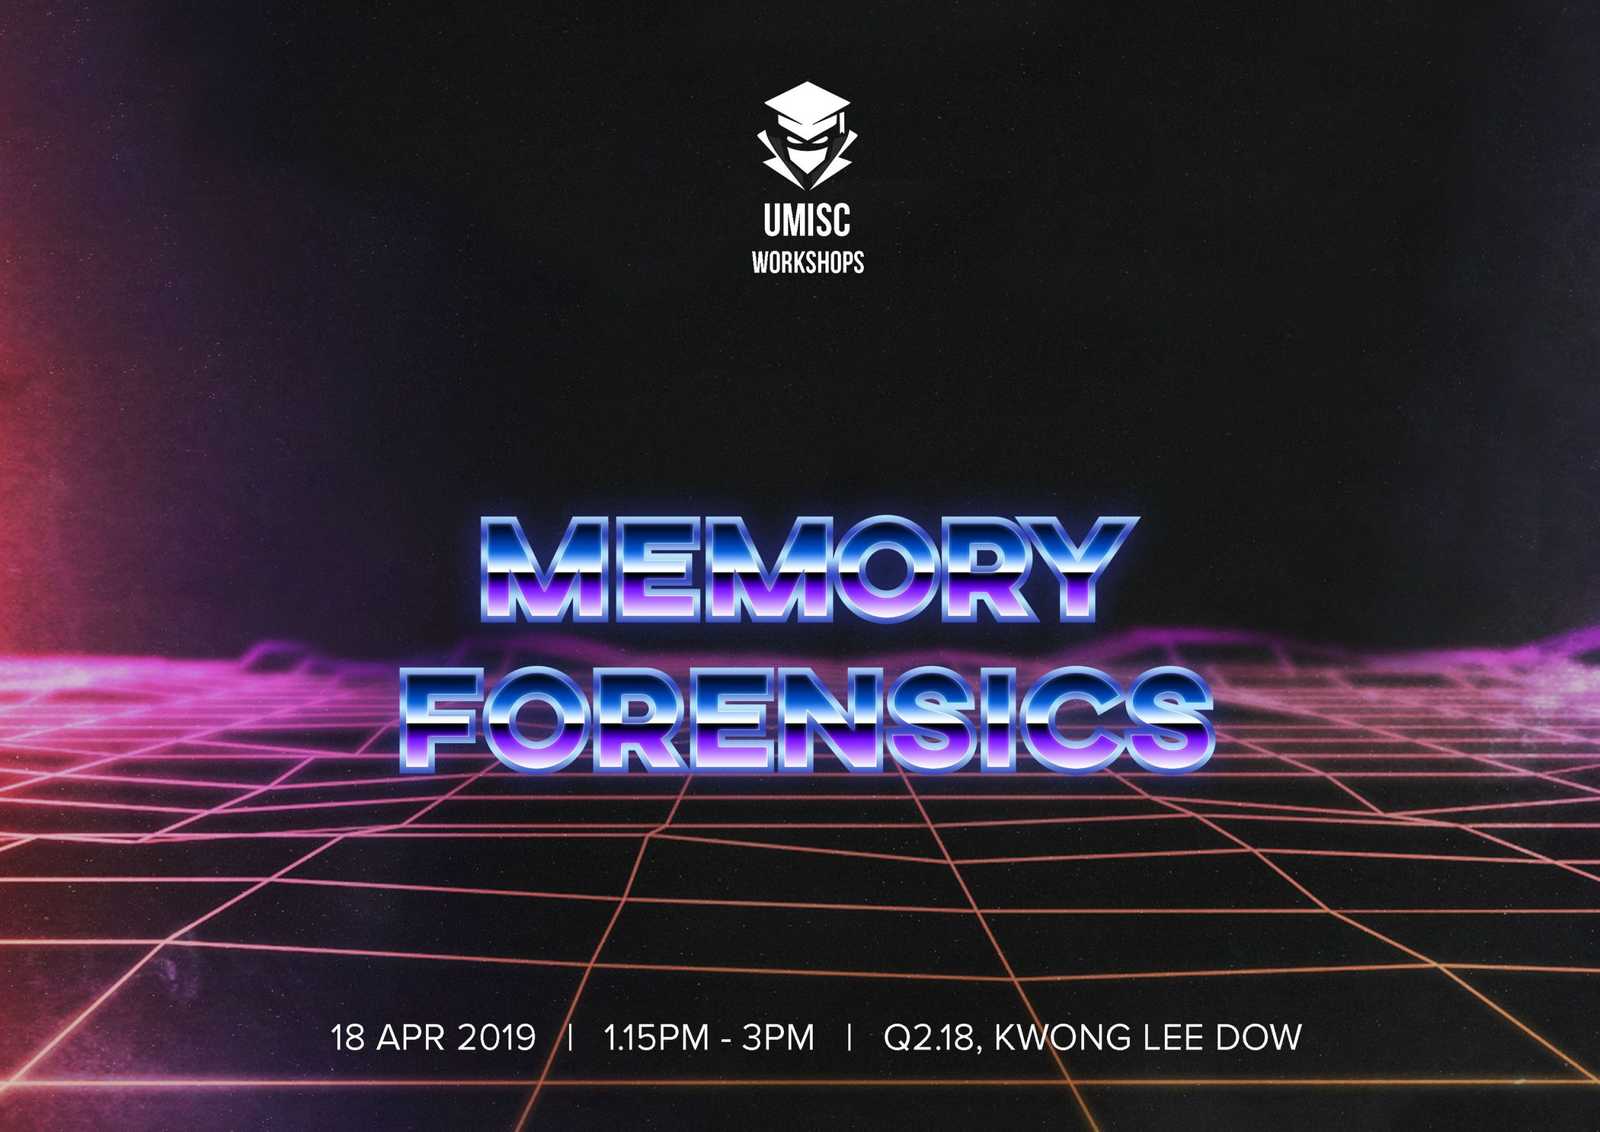 UMISC
WORKSHOPS
MEMORY
FORENSICS
18 APR 2019 | 1.15PM - 3PM | Q2.18, KWONG LEE DOW